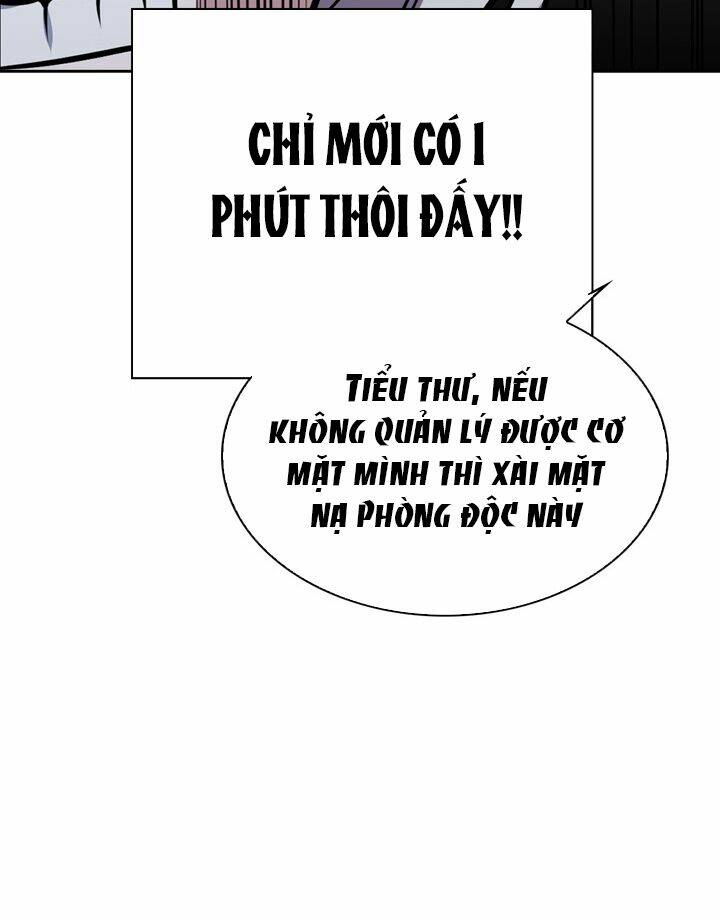 CHỈ MỚI CÓ 1
PHÚT THÔI ĐẤY!!
TIỂU THƯ, NẾU
KHÔNG QUẢN LÝ ĐƯỢC CƠ
MẶT MÌNH THÌ XÀI MẶT
NẠ PHÒNG ĐỘC NÀY